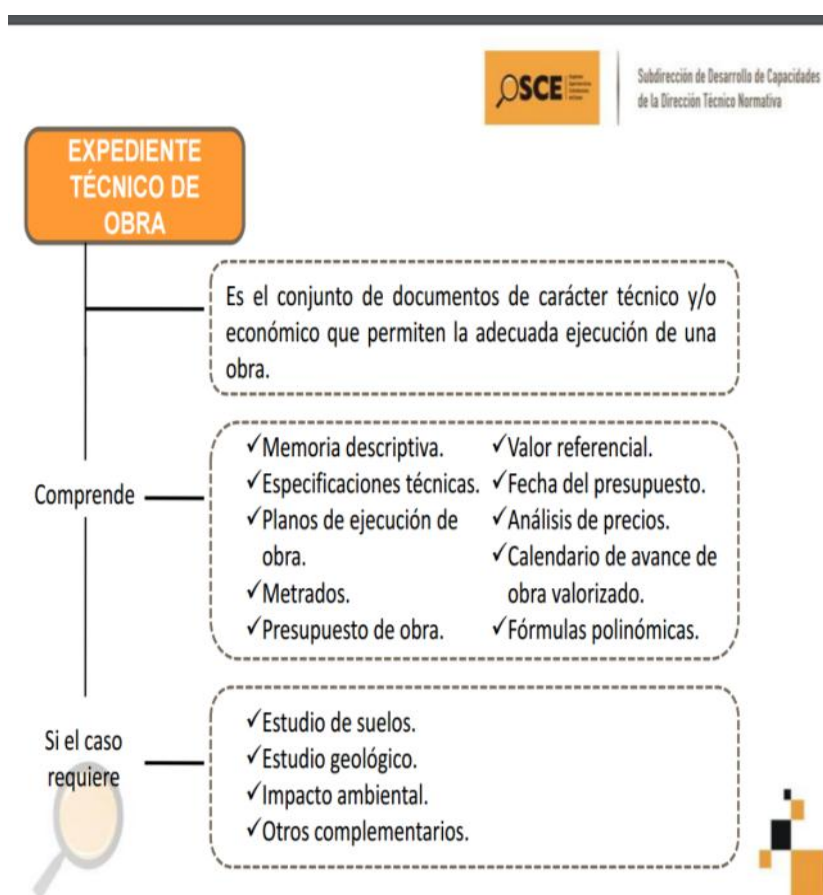 OSCE
Subdirección de Desarrollo de Capacidades
de la Dirección Técnico Normativa
EXPEDIENTE
TÉCNICO DE
OBRA
Es el conjunto de documentos de carácter técnico y/o
económico que permiten la adecuada ejecución de una
obra.
Comprende
✓Memoria descriptiva.
✓Especificaciones técnicas.
✓Planos de ejecución de
obra.
✓Metrados.
✓Presupuesto de obra.
✓Valor referencial.
✓Fecha del presupuesto.
✓Análisis de precios.
✓Calendario de avance de
obra valorizado.
✓Fórmulas polinómicas.
Si el caso
requiere
✓Estudio de suelos.
✓Estudio geológico.
✓Impacto ambiental.
✓Otros complementarios.